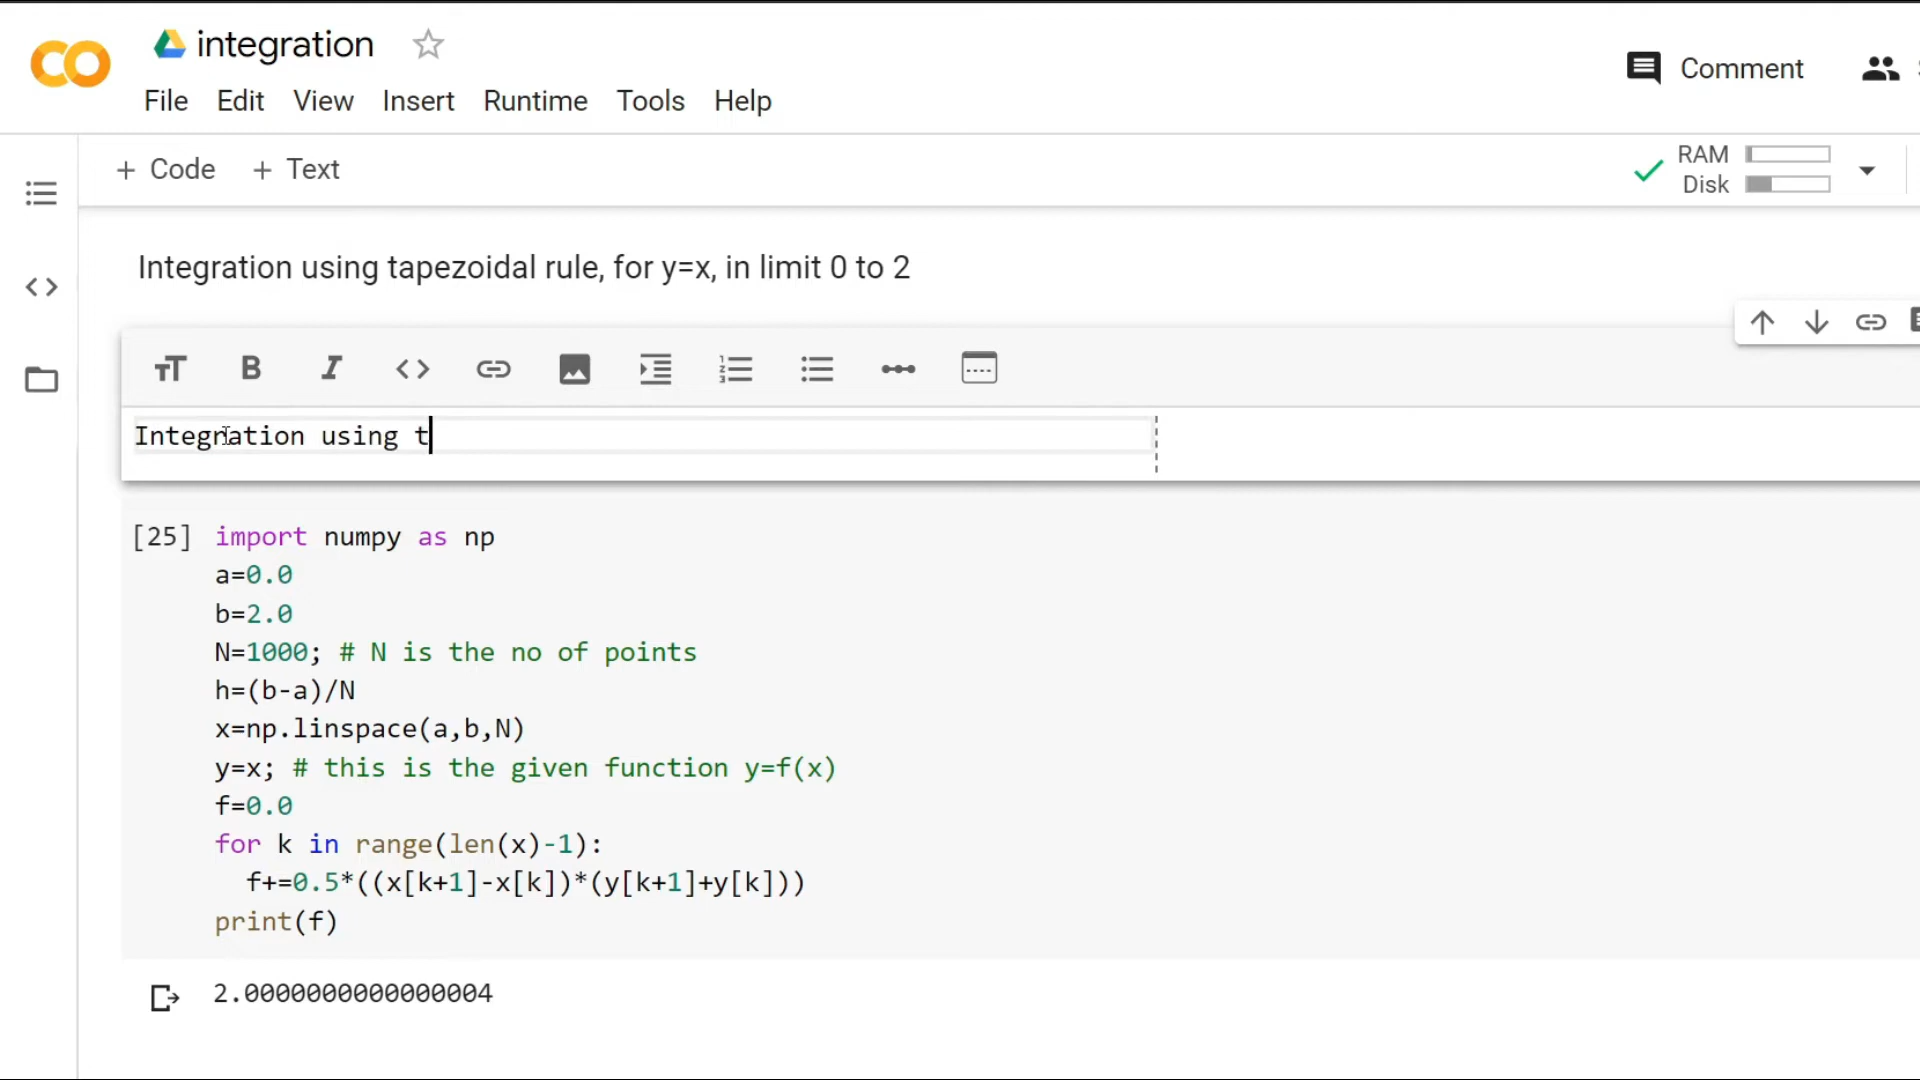 integration
File Edit View Insert Runtime Tools Help
Comment
+ Code + Text
RAM
Disk
Integration using tapezoidal rule, for y=x, in limit 0 to 2
Integration using t
[25] import numpy as np
a=0.0
b=2.0
N=1000; # N is the no of points
h=(b-a)/N
x=np.linspace(a,b,N)
y=x; # this is the given function y=f(x)
f=0.0
for k in range(len(x)-1):
f+=0.5*((x[k+1]-x[k])*(y[k+1]+y[k]))
print(f)
2.0000000000000004